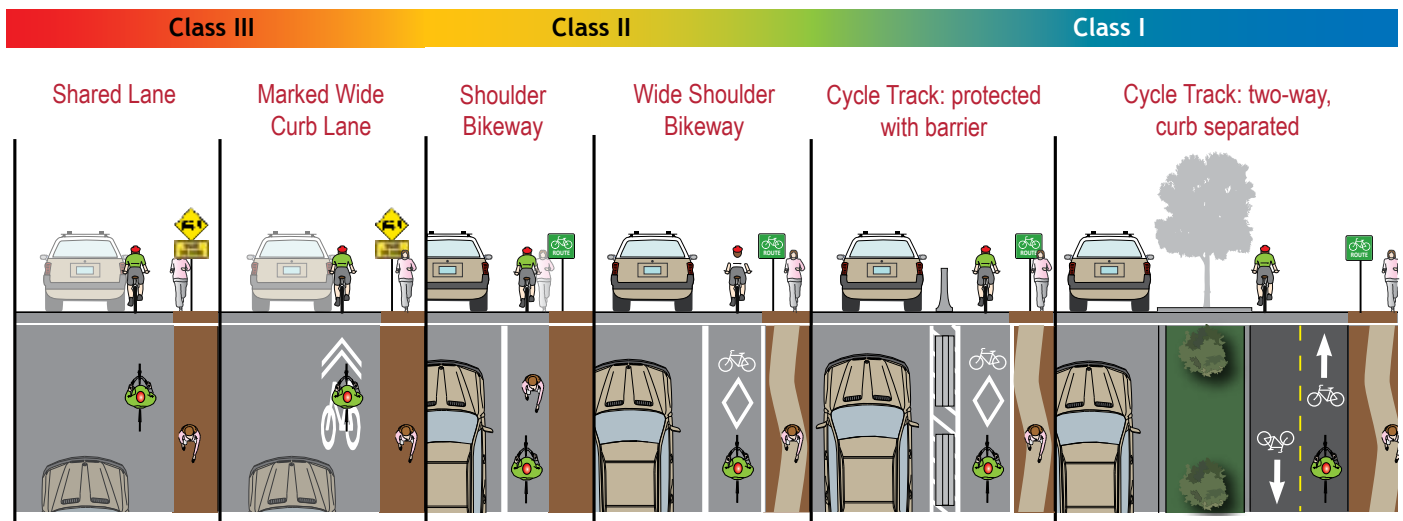 Class III
Class II
Class I
Shared Lane
Marked Wide
Curb Lane
Shoulder
Bikeway
Wide Shoulder
Bikeway
Cycle Track: protected
with barrier
Cycle Track: two-way,
curb separated
ROUTE
ROUTE
ROUTE
ROUTE